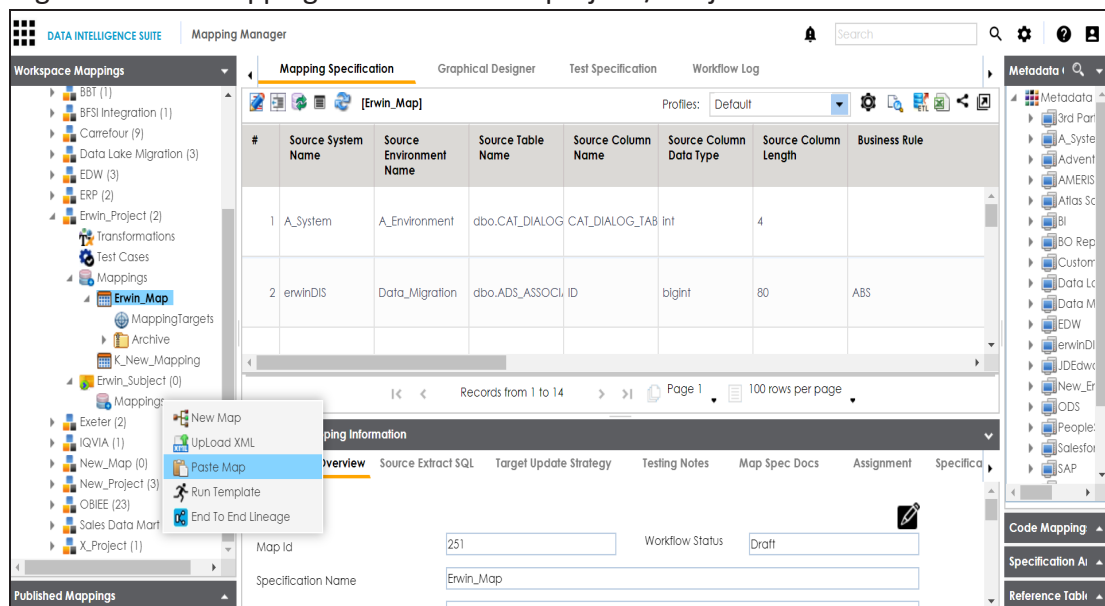 DATA INTELLIGENCE SUITE Mapping Manager Search
Workspace Mappings
BBT (1)
BFSI Integration (1)
Carrefour (9)
Data Lake Migration (3)
EDW (3)
ERP (2)
Erwin_Project (2)
Transformations
Test Cases
Mappings
Erwin_Map
MappingTargets
Archive
K_New_Mapping
Erwin_Subject (0)
Mappings
Exeter (2)
IQVIA (1)
New_Map (0)
New_Project (3)
OBIEE (23)
Sales Data Mart
X_Project (1)
Published Mappings
New Map
UpLoad XML
Paste Map
Run Template
End To End Lineage
Mapping Specification Graphical Designer Test Specification Workflow Log
[Erwin_Map] Profiles: Default
# Source System Name Source Environment Name Source Table Name Source Column Name Source Column Data Type Source Column Length Business Rule
1 A_System A_Environment dbo.CAT_DIALOG CAT_DIALOG_TAB int 4
2 erwinDIS Data_Migration dbo.ADS_ASSOCI ID bigint 80 ABS
Records from 1 to 14 Page 1 100 rows per page
ping Information
Overview Source Extract SQL Target Update Strategy Testing Notes Map Spec Docs Assignment Specifica
Map Id 251 Workflow Status Draft
Specification Name Erwin_Map
Metadata
Metadata
3rd Part
A_Syste
Advent
AMERIS
Atlas Sc
BI
BO Rep
Custom
Data La
Data M
EDW
erwinDI
JDEdwa
New_Er
ODS
People
Salesfor
SAP
Code Mapping
Specification Ar
Reference Table